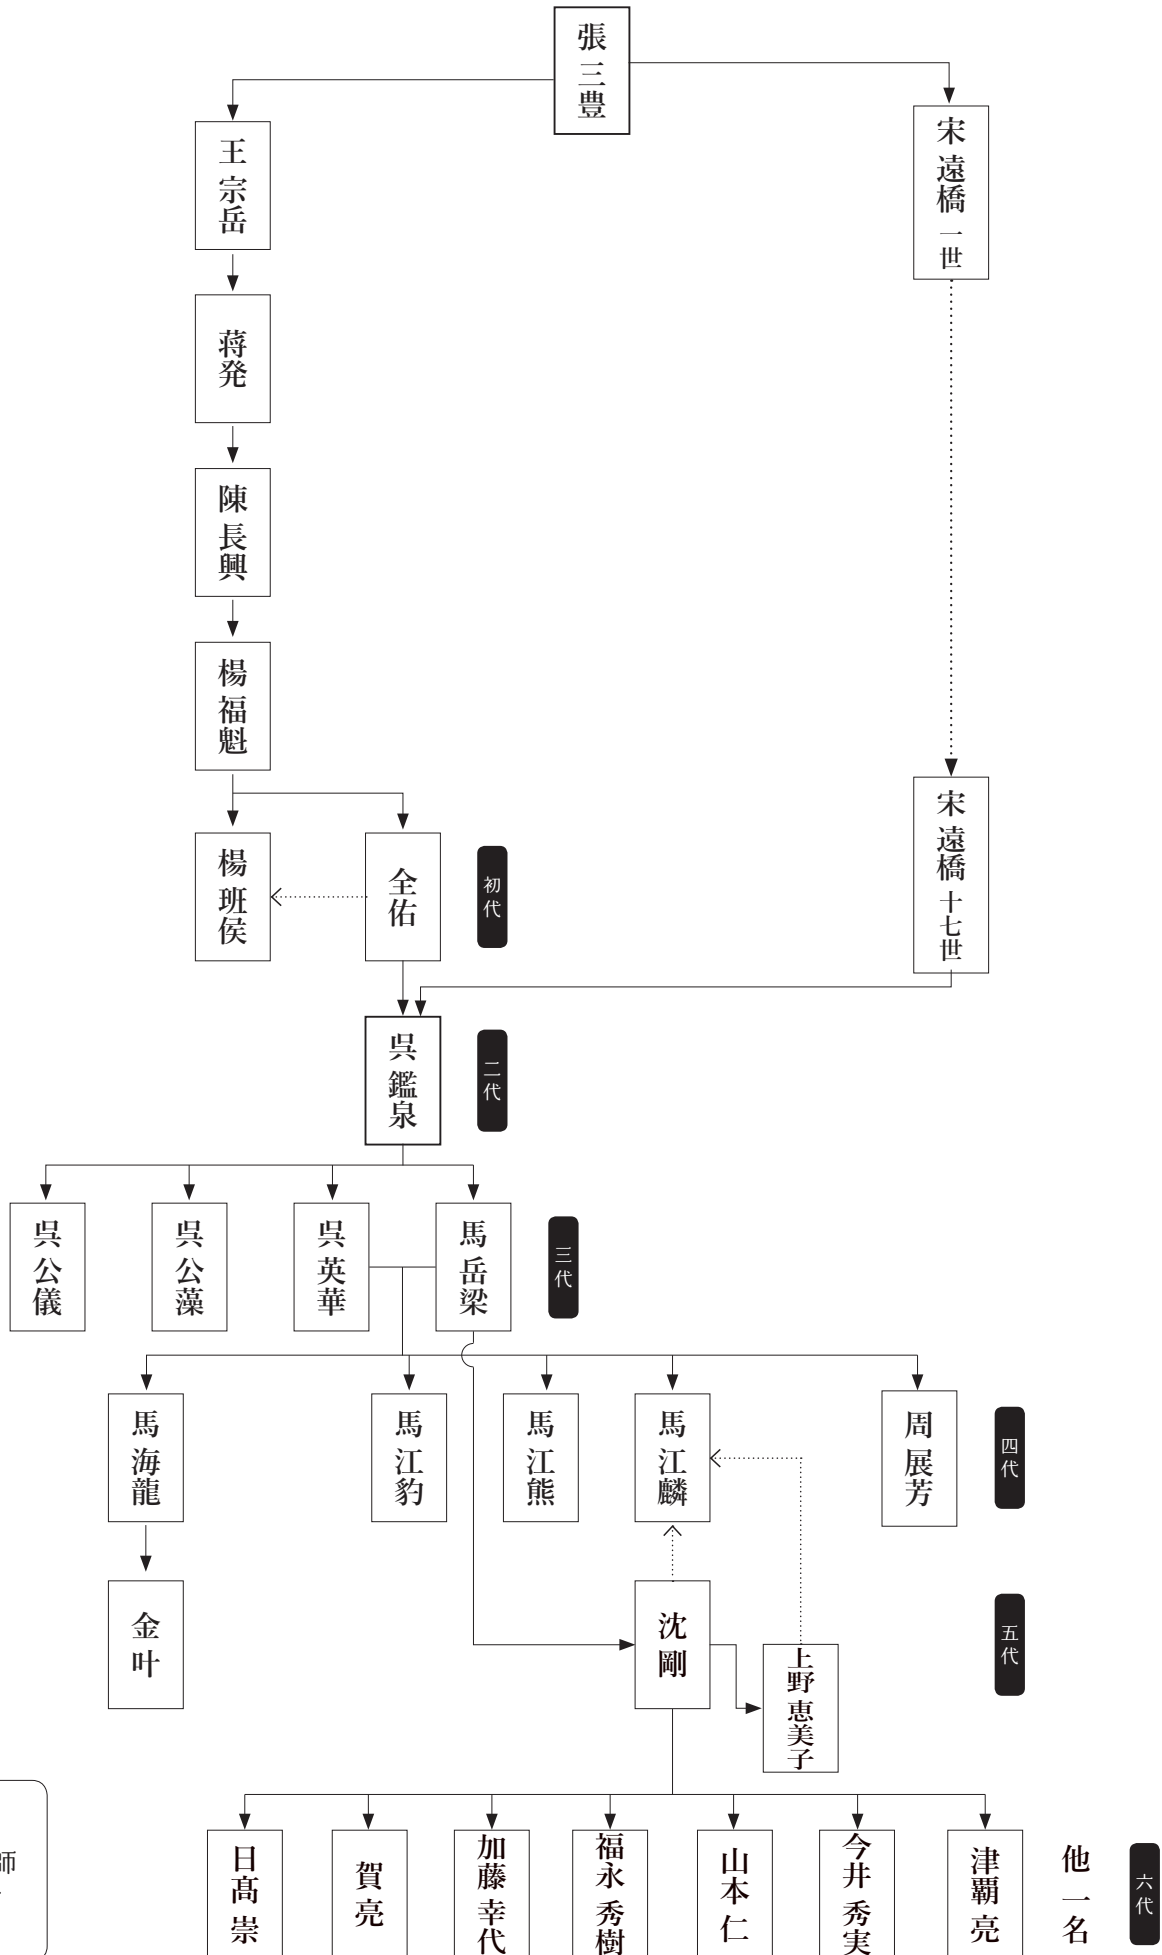 張三豊
宋遠橋 一世
王宗岳
蒋発
陳長興
楊福魁
宋遠橋 十七世
初代
全佑
楊班侯
二代
呉鑑泉
三代
馬岳梁
呉英華
呉公藻
呉公儀
四代
周展芳
馬江麟
馬江熊
馬江豹
馬海龍
五代
上野 恵美子
沈剛
金叶
六代
他一名
津覇 亮
今井 秀実
山本 仁
福永 秀樹
加藤 幸代
賀 亮
日髙 崇
師